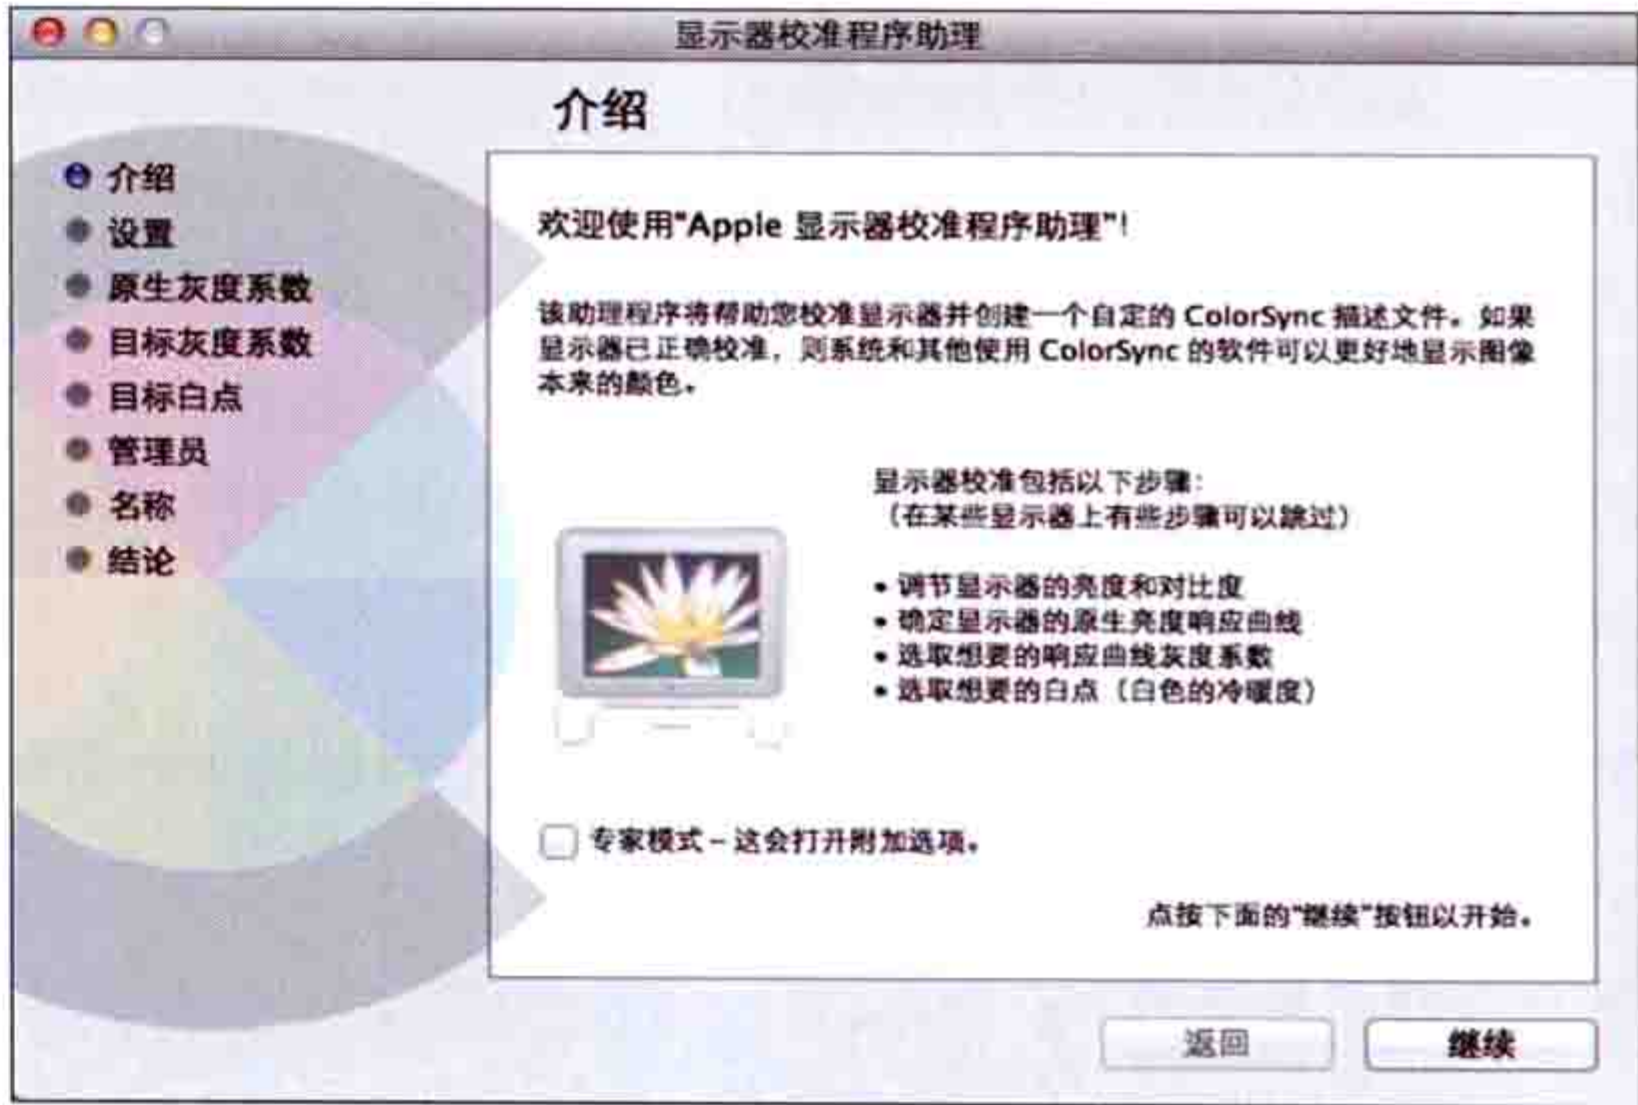 显示器校准程序助理
介绍
介绍
设置
原生灰度系数
目标灰度系数
目标白点
管理员
名称
结论
欢迎使用"Apple 显示器校准程序助理"!
该助理程序将帮助您校准显示器并创建一个自定的 ColorSync 描述文件。如果
显示器已正确校准，则系统和其他使用 ColorSync 的软件可以更好地显示图像
本来的颜色。
显示器校准包括以下步骤：
（在某些显示器上有些步骤可以跳过）
• 调节显示器的亮度和对比度
• 确定显示器的原生亮度响应曲线
• 选取想要的响应曲线灰度系数
• 选取想要的白点（白色的冷暖度）
专家模式 – 这会打开附加选项。
点按下面的"继续"按钮以开始。
返回
继续